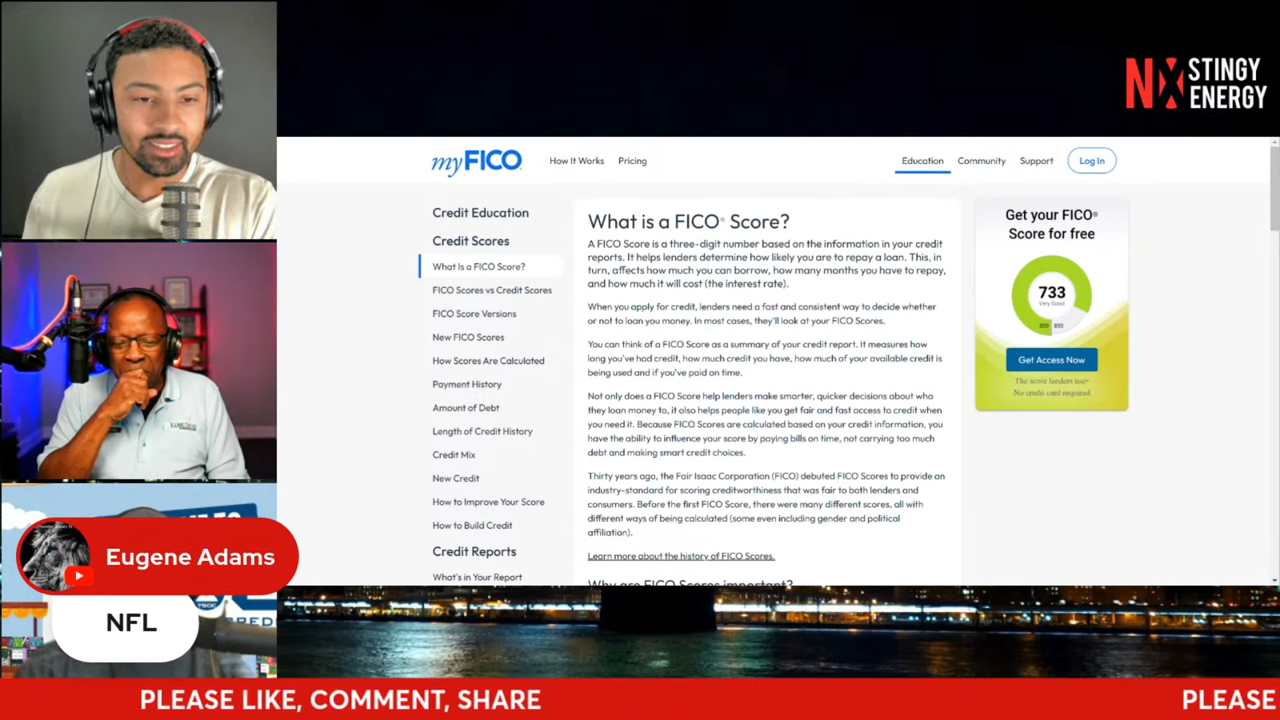 NX STINGY
ENERGY
myFICO
How It Works
Pricing
Education
Community
Support
Log In
Credit Education
Credit Scores
What Is a FICO Score?
FICO Scores vs Credit Scores
FICO Score Versions
New FICO Scores
How Scores Are Calculated
Payment History
Amount of Debt
Length of Credit History
Credit Mix
New Credit
How to Improve Your Score
How to Build Credit
Credit Reports
What's in Your Report
What is a FICO® Score?
A FICO Score is a three-digit number based on the information in your credit
reports. It helps lenders determine how likely you are to repay a loan. This, in
turn, affects how much you can borrow, how many months you have to repay,
and how much it will cost (the interest rate).
When you apply for credit, lenders need a fast and consistent way to decide whether
or not to loan you money. In most cases, they'll look at your FICO Scores.
You can think of a FICO Score as a summary of your credit report. It measures how
long you've had credit, how much credit you have, how much of your available credit is
being used and if you've paid on time.
Not only does a FICO Score help lenders make smarter, quicker decisions about who
they loan money to, it also helps people like you get fair and fast access to credit when
you need it. Because FICO Scores are calculated based on your credit information, you
have the ability to influence your score by paying bills on time, not carrying too much
debt and making smart credit choices.
Thirty years ago, the Fair Isaac Corporation (FICO) debuted FICO Scores to provide an
industry-standard for scoring creditworthiness that was fair to both lenders and
consumers. Before the first FICO Score, there were many different scores, all with
different ways of being calculated (some even including gender and political
affiliation).
Learn more about the history of FICO Scores.
Why are FICO Scores important?
Get your FICO®
Score for free
733
Very Good
300 850
Get Access Now
The score lenders use
No credit card required
Eugene Adams
NFL
PLEASE LIKE, COMMENT, SHARE
PLEASE